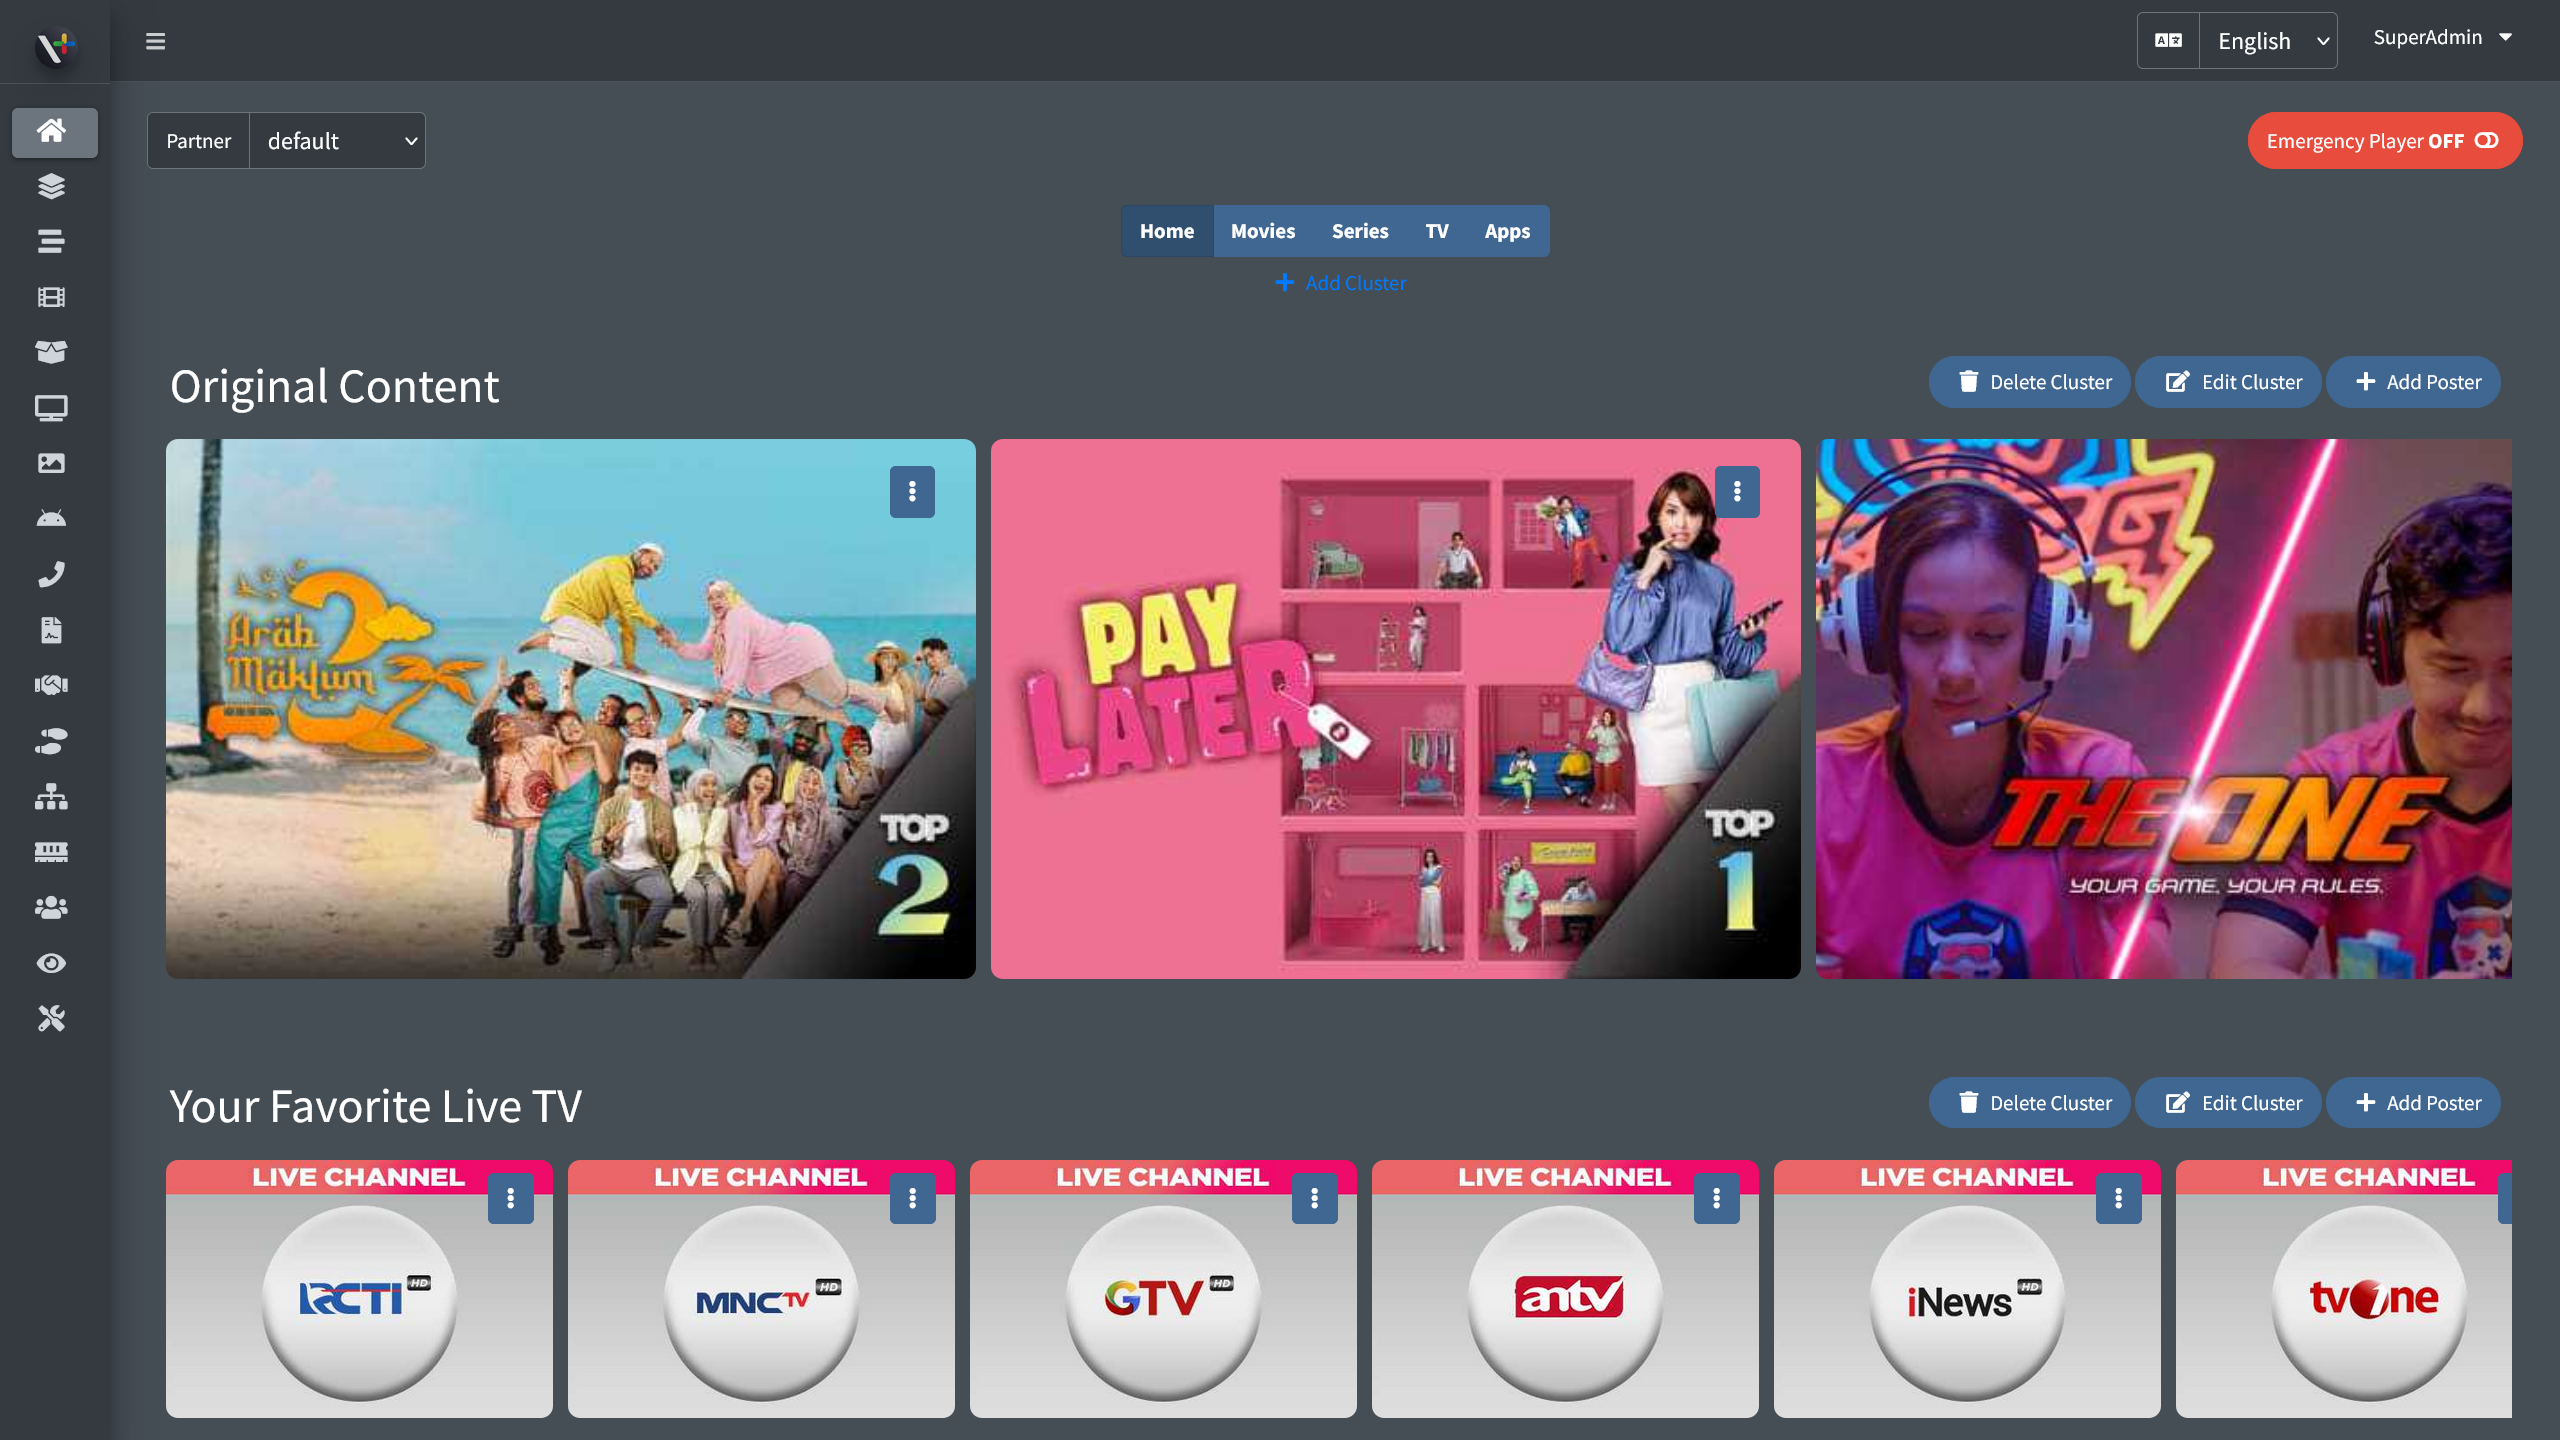 English
SuperAdmin
Partner
default
Emergency Player OFF
Home
Movies
Series
TV
Apps
Add Cluster
Original Content
Delete Cluster
Edit Cluster
Add Poster
Aräb
Mäklum
2
TOP
2
PAY
LATER
TOP
1
THE ONE
YOUR GAME. YOUR RULES.
Your Favorite Live TV
Delete Cluster
Edit Cluster
Add Poster
LIVE CHANNEL
RCTI HD
LIVE CHANNEL
MNCTV HD
LIVE CHANNEL
GTV HD
LIVE CHANNEL
antv
LIVE CHANNEL
iNews HD
LIVE CHANNEL
tvOne